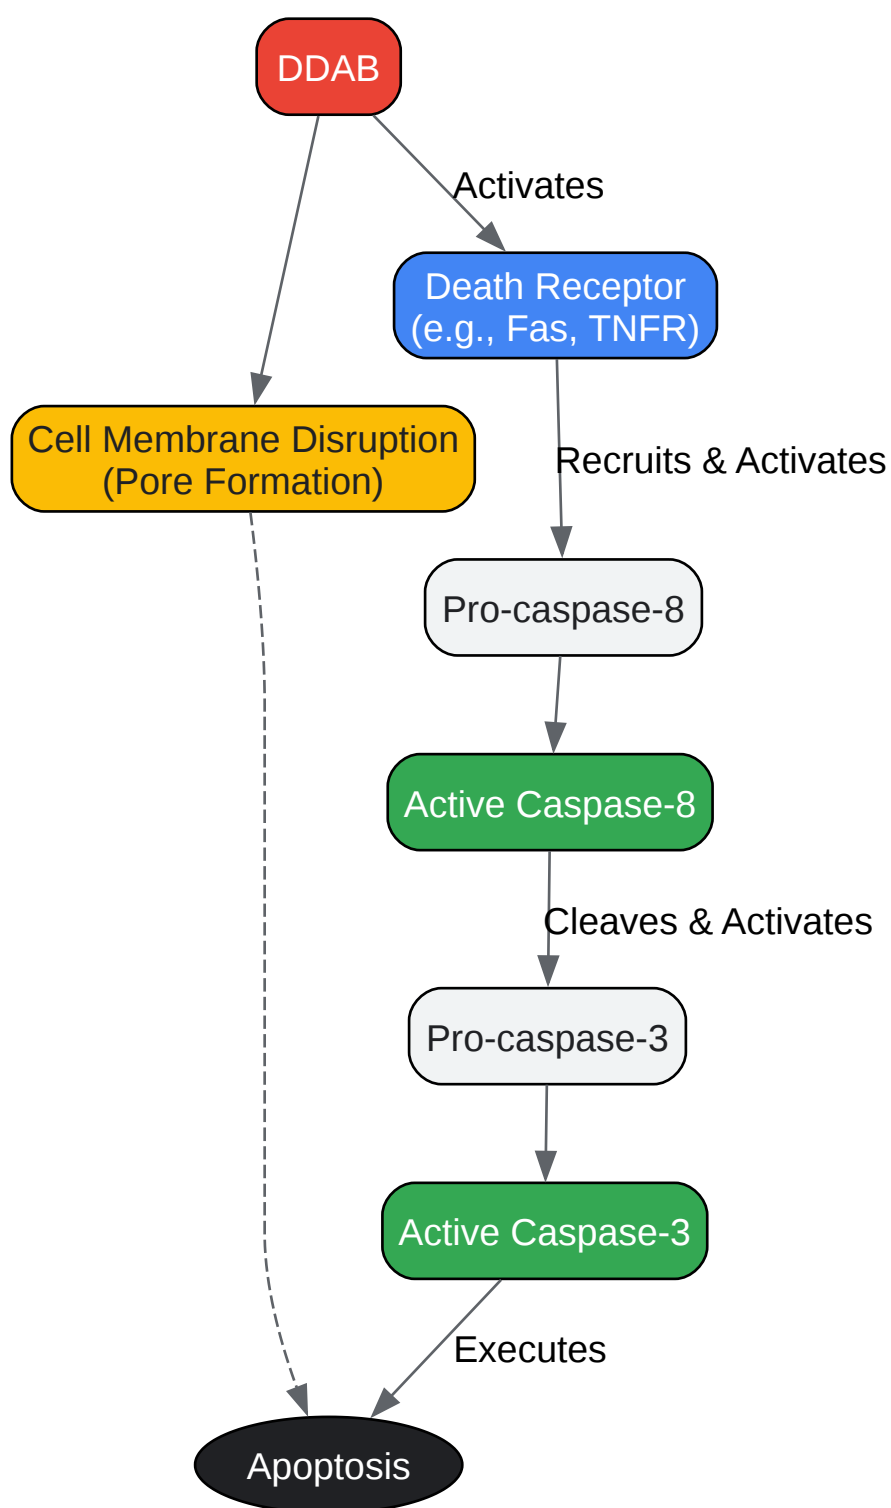 DDAB
Activates
Death Receptor
(e.g., Fas, TNFR)
Cell Membrane Disruption
(Pore Formation)
Recruits & Activates
Pro-caspase-8
Active Caspase-8
Cleaves & Activates
Pro-caspase-3
Active Caspase-3
Executes
Apoptosis